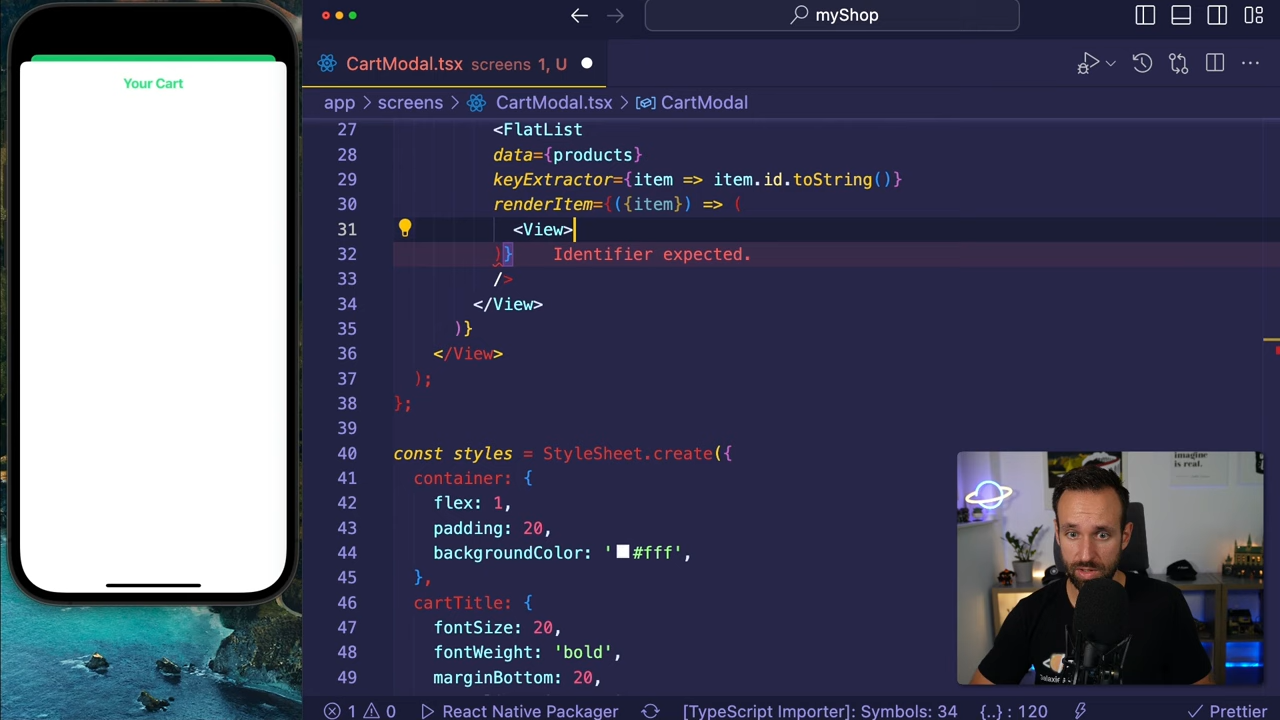 Your Cart
myShop
CartModal.tsx screens 1, U
app > screens > CartModal.tsx > CartModal
27 <FlatList
28 data={products}
29 keyExtractor={item => item.id.toString()}
30 renderItem={({item}) => (
31 <View>
32 )} Identifier expected.
33 />
34 </View>
35 )}
36 </View>
37 );
38 };
39
40 const styles = StyleSheet.create({
41 container: {
42 flex: 1,
43 padding: 20,
44 backgroundColor: '#fff',
45 },
46 cartTitle: {
47 fontSize: 20,
48 fontWeight: 'bold',
49 marginBottom: 20,
imagine
is real.
1 0 React Native Packager [TypeScript Importer]: Symbols: 34 {..} : 120 Prettier